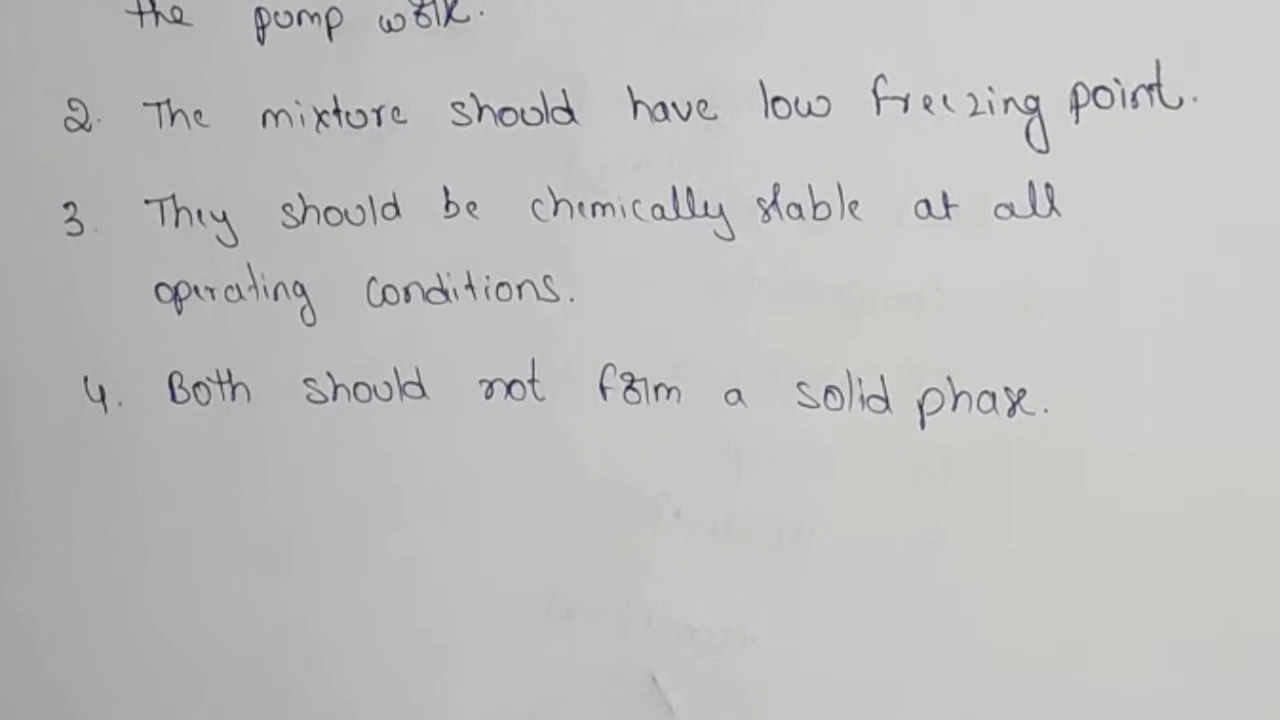 the pump work.
2. The mixture should have low freezing point.
3. They should be chemically stable at all
operating conditions.
4. Both should not form a solid phase.